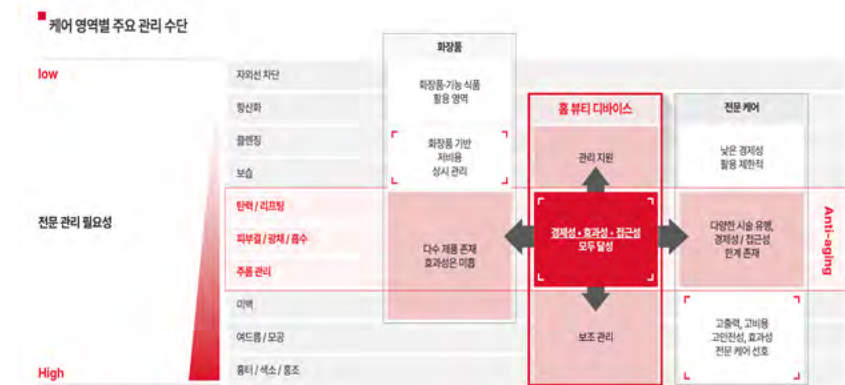 케어 영역별 주요 관리 수단
화장품
low
자외선 차단
화장품·기능 식품
활용 영역
항산화
홈 뷰티 디바이스
전문 케어
클렌징
화장품 기반
저비용
상시 관리
관리 지원
낮은 경제성
활용 제한적
보습
탄력 / 리프팅
전문 관리 필요성
피부결 / 광채 / 흡수
다수 제품 존재
효과성은 미흡
경제성 • 효과성 • 접근성
모두 달성
다양한 시술 유행,
경제성 / 접근성
한계 존재
Anti-aging
주름 관리
미백
여드름 / 모공
보조 관리
고출력, 고비용
고안전성, 효과성
전문 케어 선호
High
흉터 / 색소 / 홍조